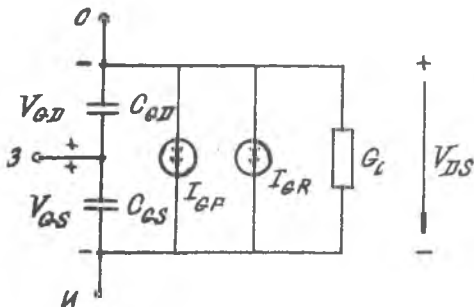 C
-
+
V_GD
C_GD
З
+
+
I_GF
I_GR
G_i
V_DS
V_GS
C_GS
-
-
И